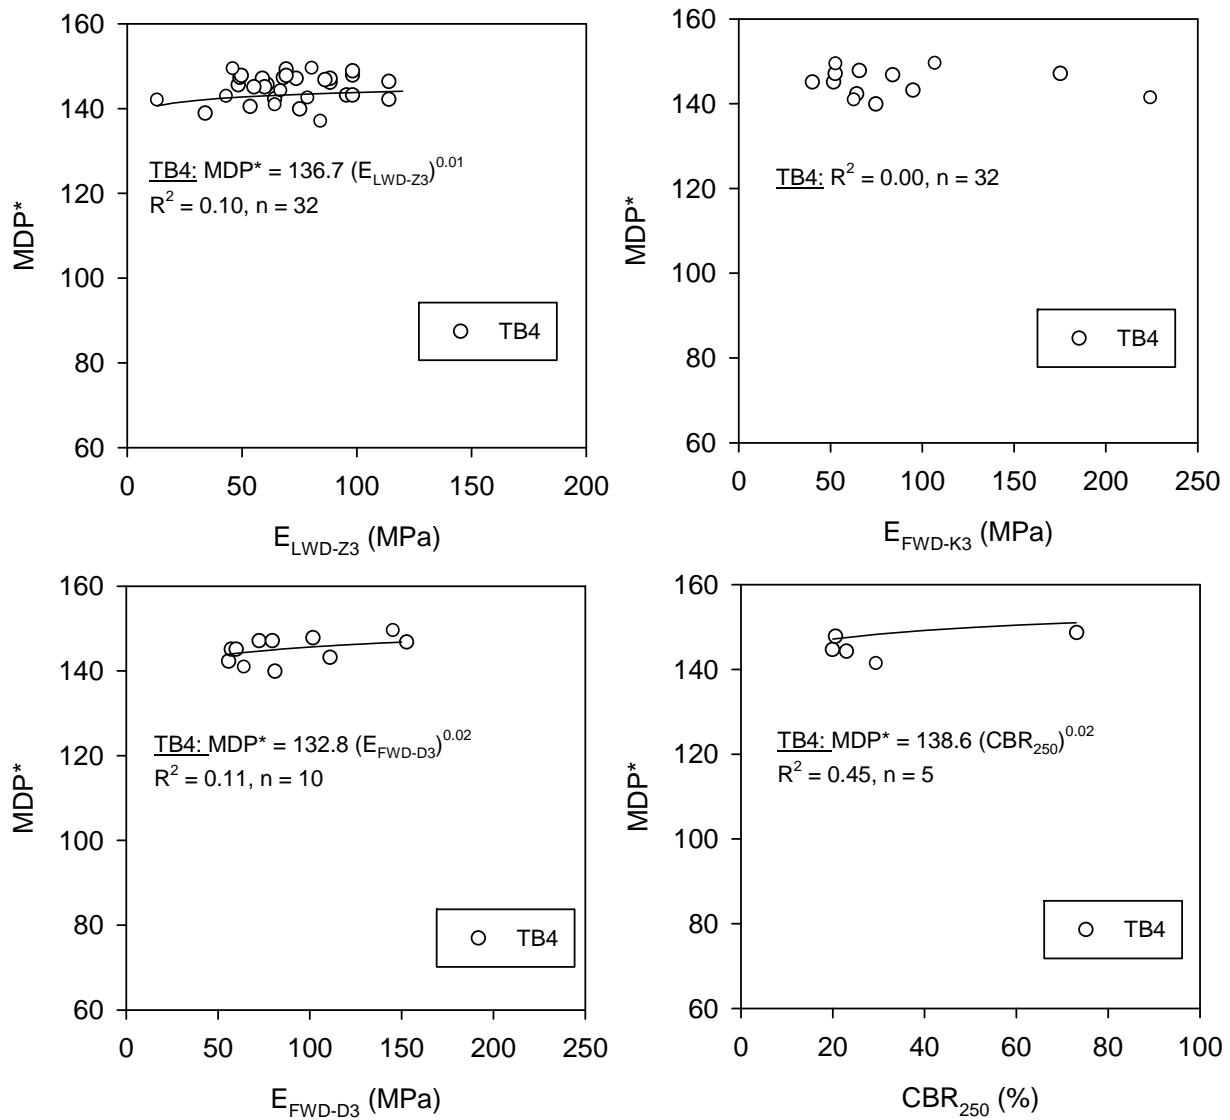 160
140
120
100
80
60
MDP*
TB4: MDP* = 136.7 (E_LWD-Z3)^0.01
R^2 = 0.10, n = 32
TB4
0 50 100 150 200
E_LWD-Z3 (MPa)
160
140
120
100
80
60
MDP*
TB4: R^2 = 0.00, n = 32
TB4
0 50 100 150 200 250
E_FWD-K3 (MPa)
160
140
120
100
80
60
MDP*
TB4: MDP* = 132.8 (E_FWD-D3)^0.02
R^2 = 0.11, n = 10
TB4
0 50 100 150 200 250
E_FWD-D3 (MPa)
160
140
120
100
80
60
MDP*
TB4: MDP* = 138.6 (CBR_250)^0.02
R^2 = 0.45, n = 5
TB4
0 20 40 60 80 100
CBR_250 (%)